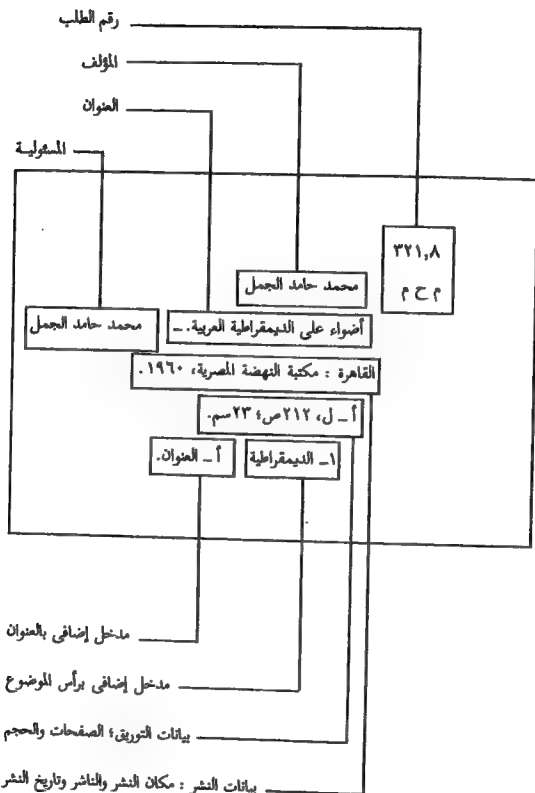 رقم الطلب
المؤلف
العنوان
المسئولية
٣٢١,٨
م ح م
محمد حامد الجمل
أضواء على الديمقراطية العربية. ـ
محمد حامد الجمل
القاهرة : مكتبة النهضة المصرية، ١٩٦٠.
أ ـ ل، ٢١٢ص؛ ٢٣سم.
١ـ الديمقراطية
أ ـ العنوان.
مدخل إضافى بالعنوان
مدخل إضافى برأس الموضوع
بيانات التوريق؛ الصفحات والحجم
بيانات النشر : مكان النشر والناشر وتاريخ النشر